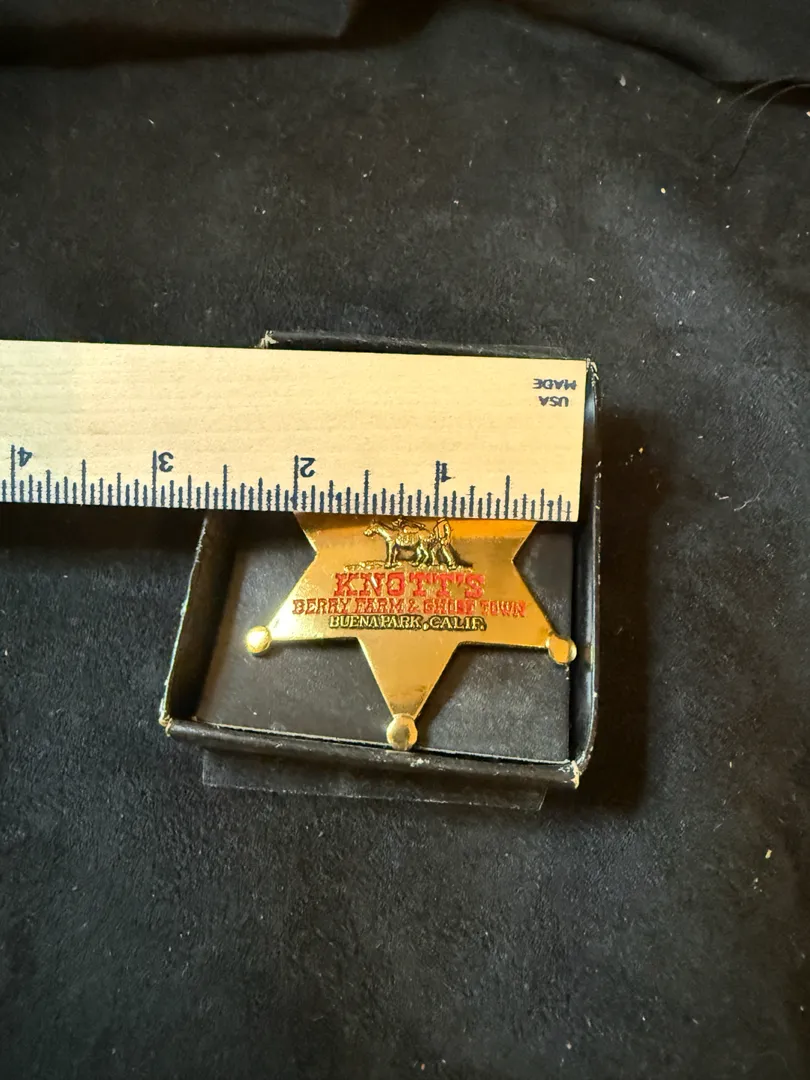 MADE
USA
4 3 2 1
KNOTT'S
BERRY FARM & GHOST TOWN
BUENA PARK, CALIF.